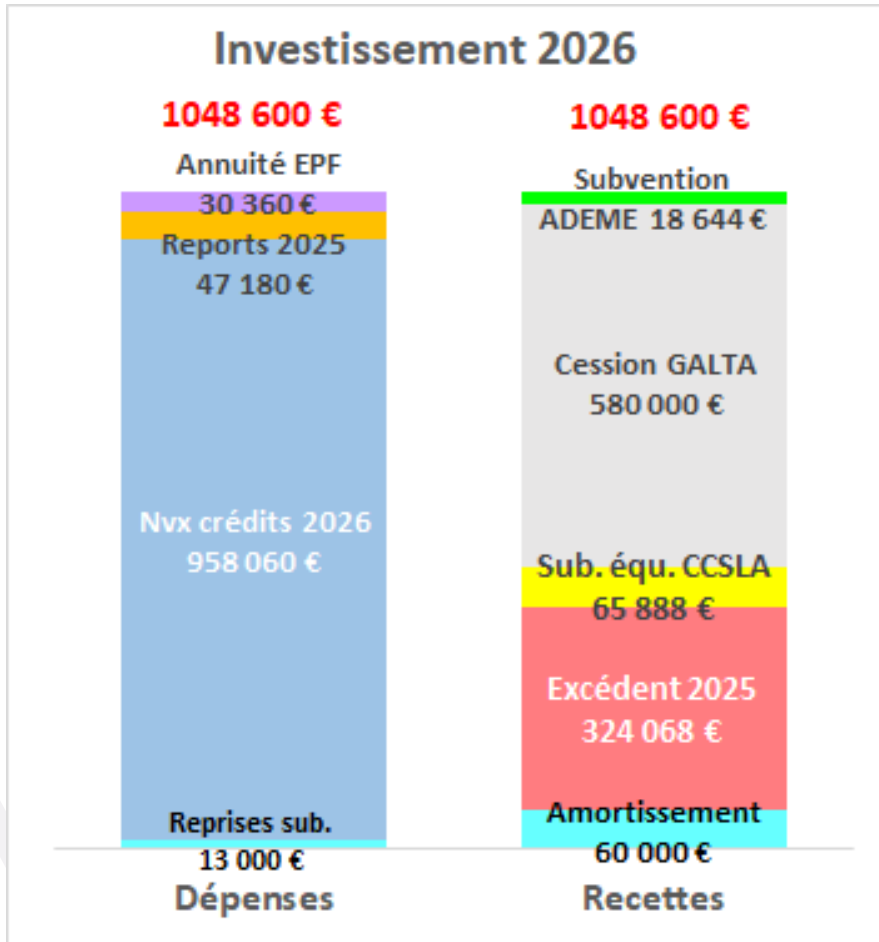 Investissement 2026
1048 600 €
Annuité EPF
30 360 €
Reports 2025
47 180 €
Nvx crédits 2026
958 060 €
Reprises sub.
13 000 €
Dépenses
1048 600 €
Subvention
ADEME 18 644 €
Cession GALTA
580 000 €
Sub. équ. CCSLA
65 888 €
Excédent 2025
324 068 €
Amortissement
60 000 €
Recettes